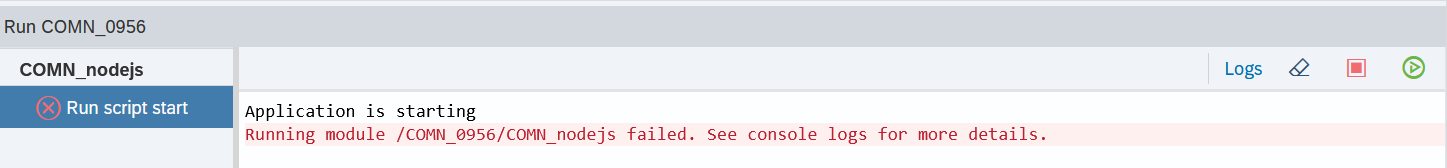 Run COMN_0956
COMN_nodejs
Logs
Run script start
Application is starting
Running module /COMN_0956/COMN_nodejs failed. See console logs for more details.